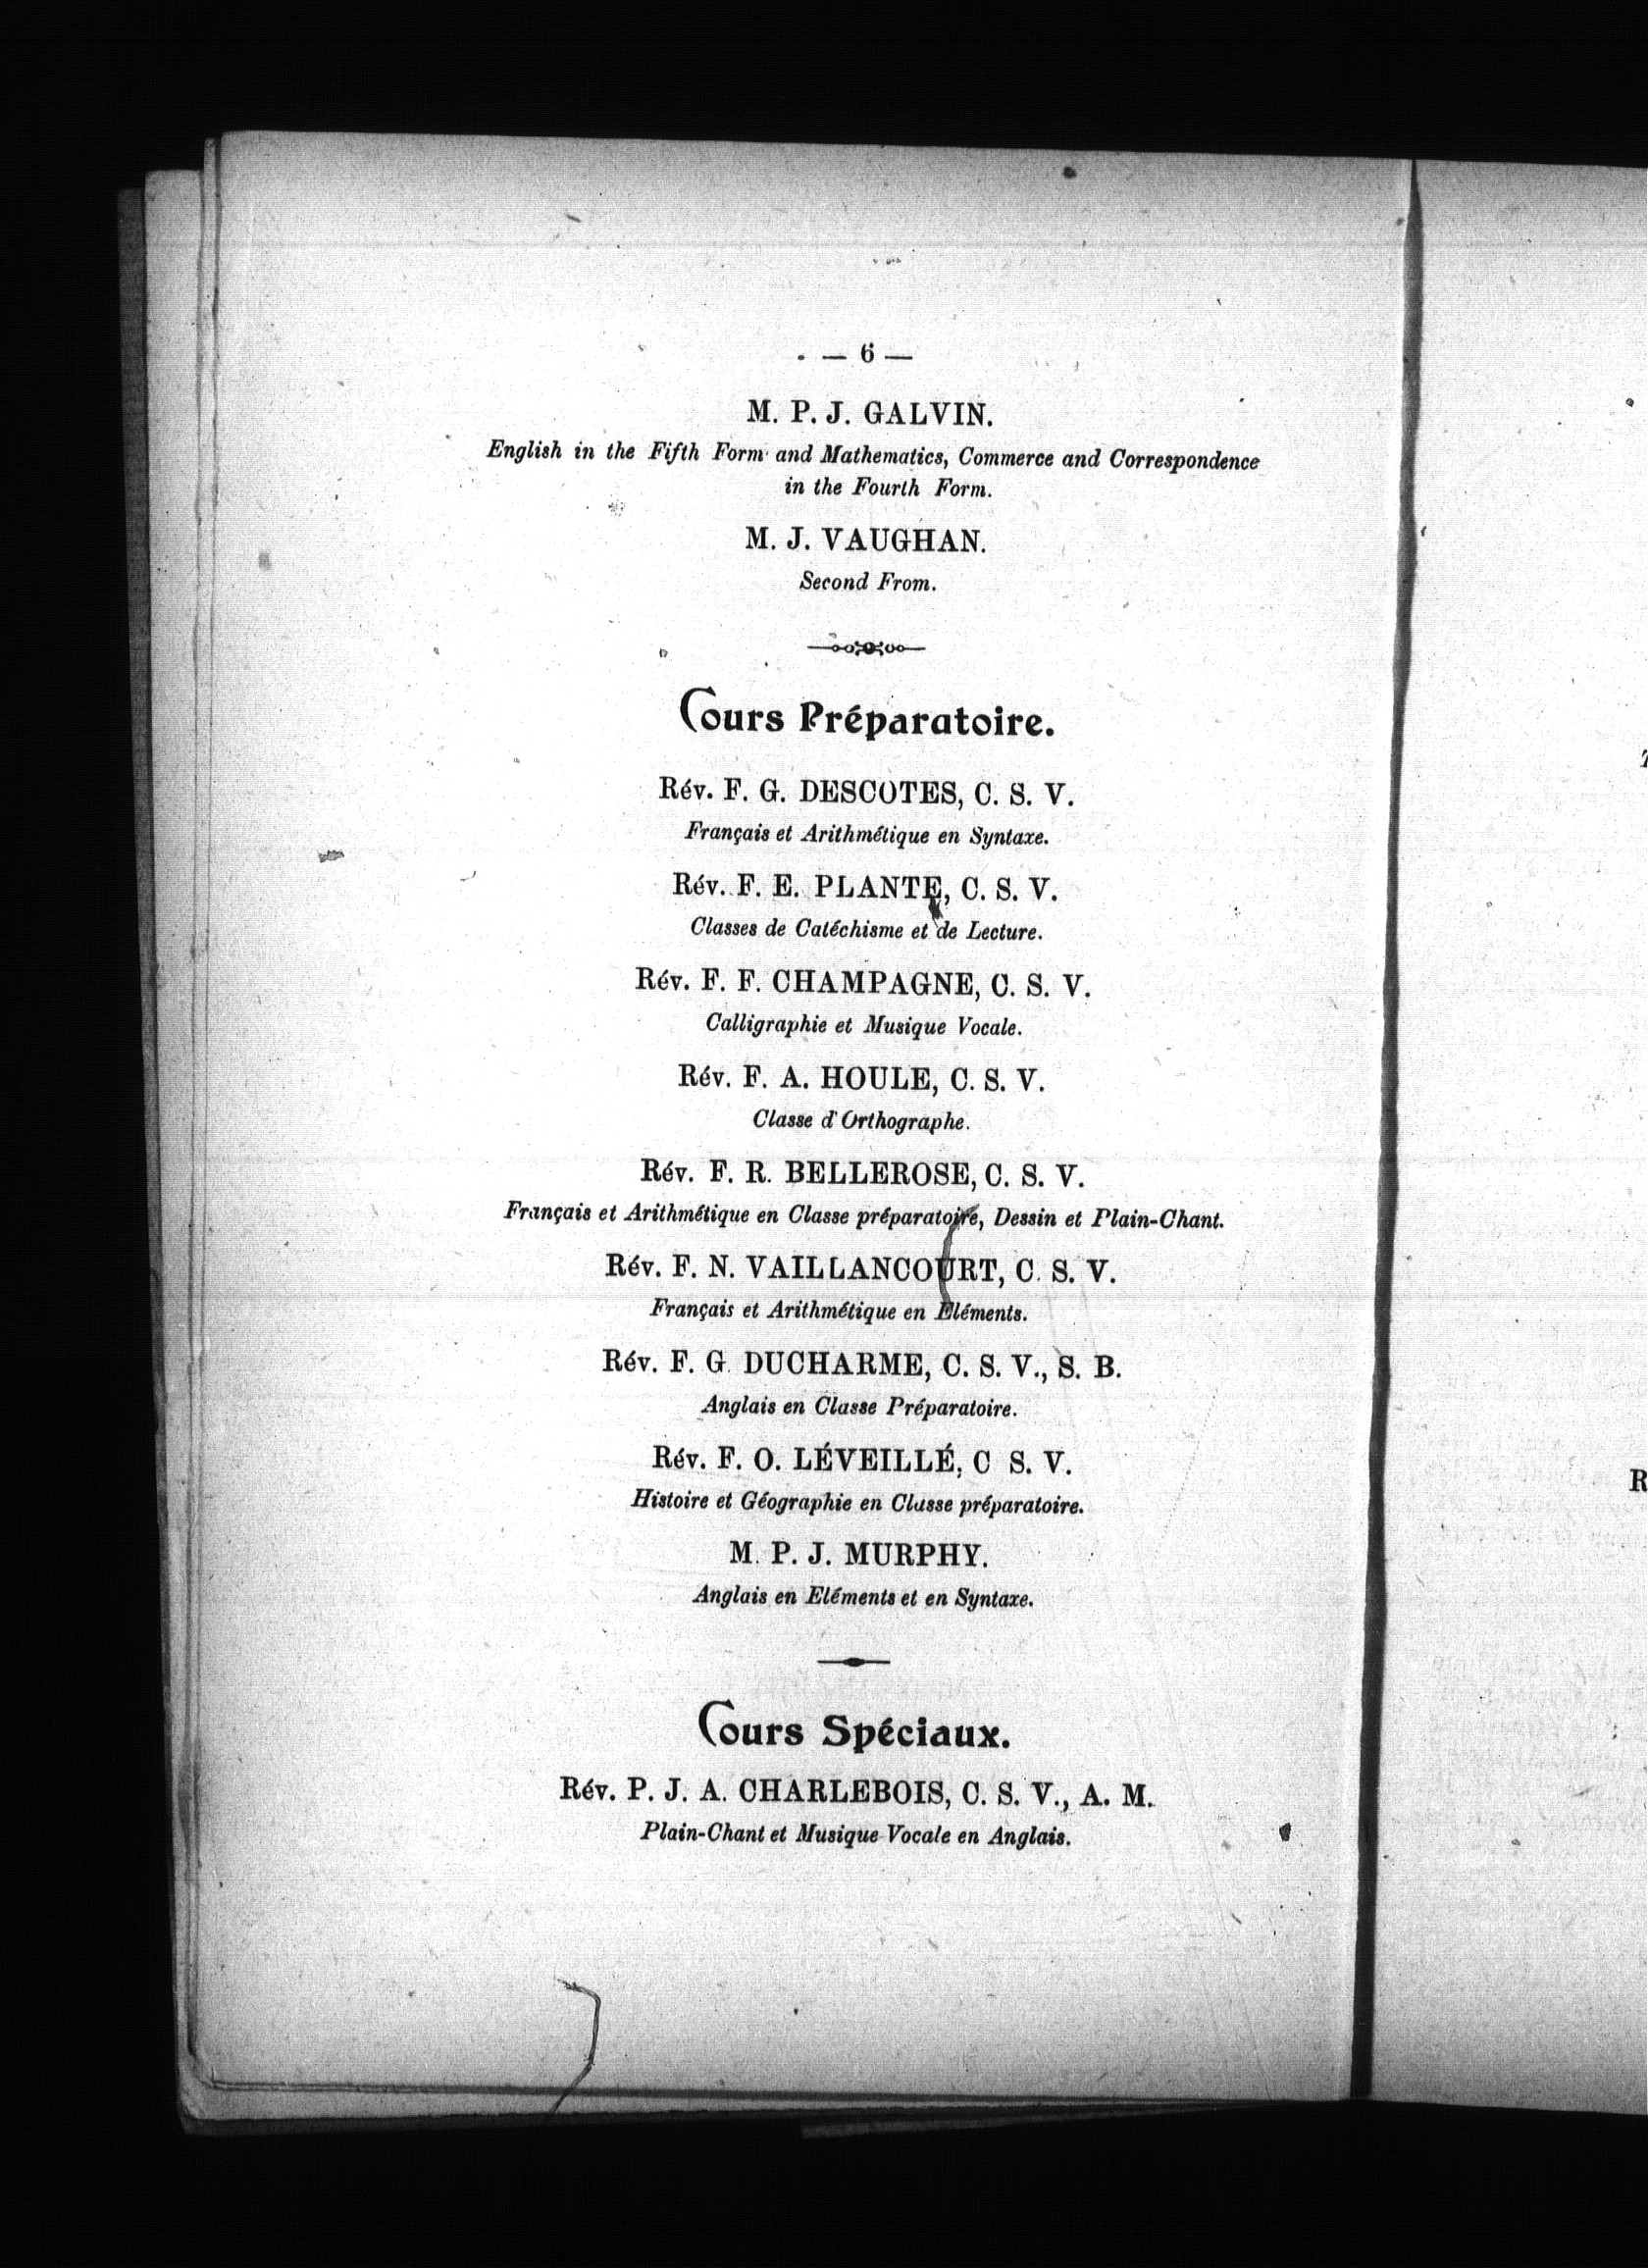 — 6 —
M. P. J. GALVIN.
English in the Fifth Form and Mathematics, Commerce and Correspondence
in the Fourth Form.
M. J. VAUGHAN.
Second From.
Cours Préparatoire.
Rév. F. G. DESCOTES, C. S. V.
Français et Arithmétique en Syntaxe.
Rév. F. E. PLANTE, C. S. V.
Classes de Catéchisme et de Lecture.
Rév. F. F. CHAMPAGNE, C. S. V.
Calligraphie et Musique Vocale.
Rév. F. A. HOULE, C. S. V.
Classe d'Orthographe.
Rév. F. R. BELLEROSE, C. S. V.
Français et Arithmétique en Classe préparatoire, Dessin et Plain-Chant.
Rév. F. N. VAILLANCOURT, C. S. V.
Français et Arithmétique en Eléments.
Rév. F. G. DUCHARME, C. S. V., S. B.
Anglais en Classe Préparatoire.
Rév. F. O. LÉVEILLÉ, C S. V.
Histoire et Géographie en Classe préparatoire.
M. P. J. MURPHY.
Anglais en Eléments et en Syntaxe.
Cours Spéciaux.
Rév. P. J. A. CHARLEBOIS, C. S. V., A. M.
Plain-Chant et Musique Vocale en Anglais.
R